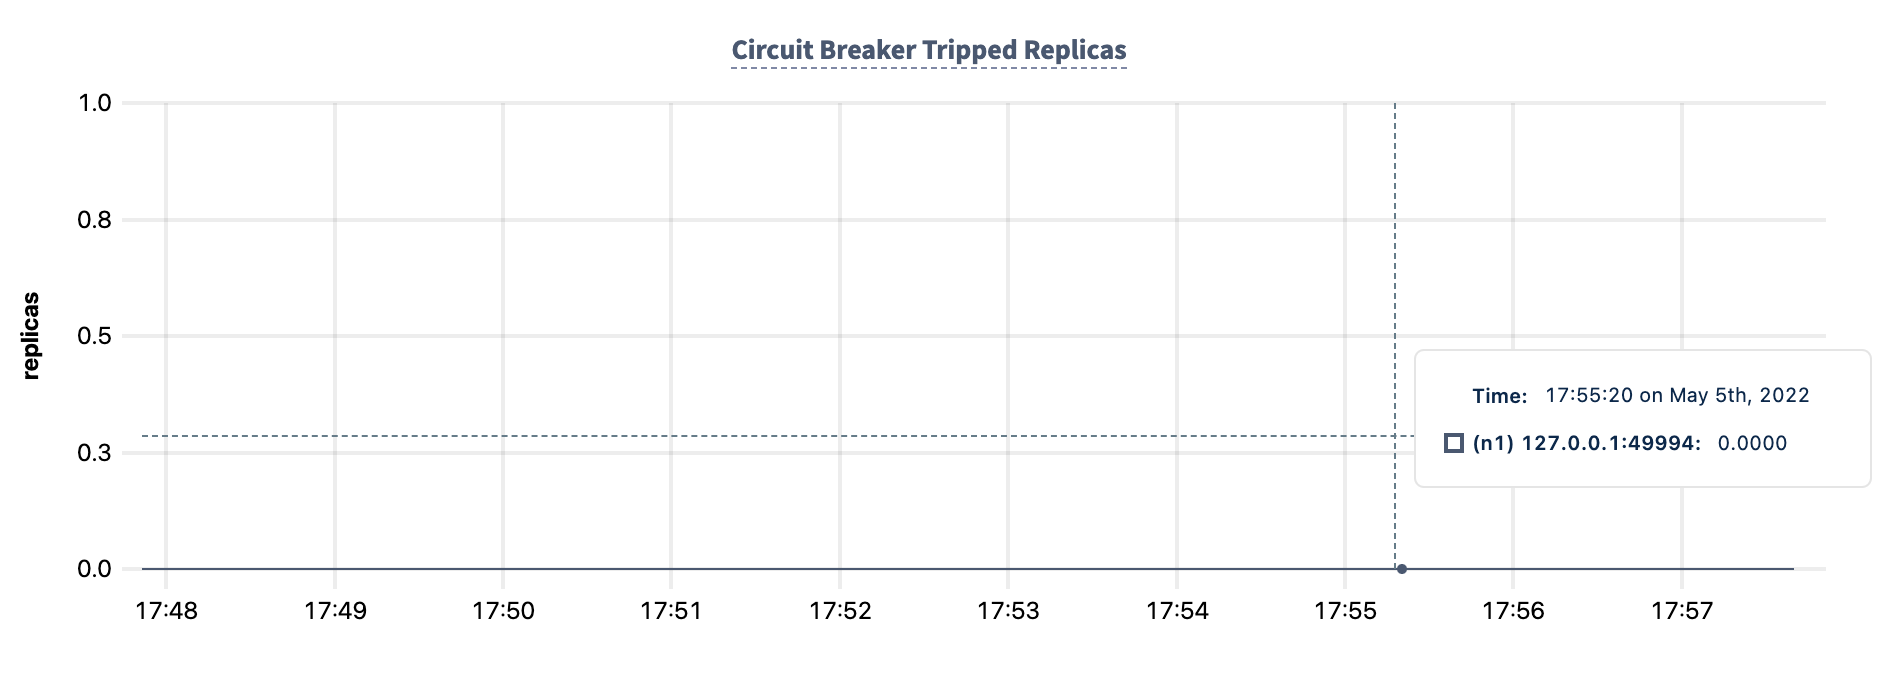 Circuit Breaker Tripped Replicas
1.0
0.8
0.5
0.3
0.0
replicas
Time: 17:55:20 on May 5th, 2022
(n1) 127.0.0.1:49994: 0.0000
17:48 17:49 17:50 17:51 17:52 17:53 17:54 17:55 17:56 17:57